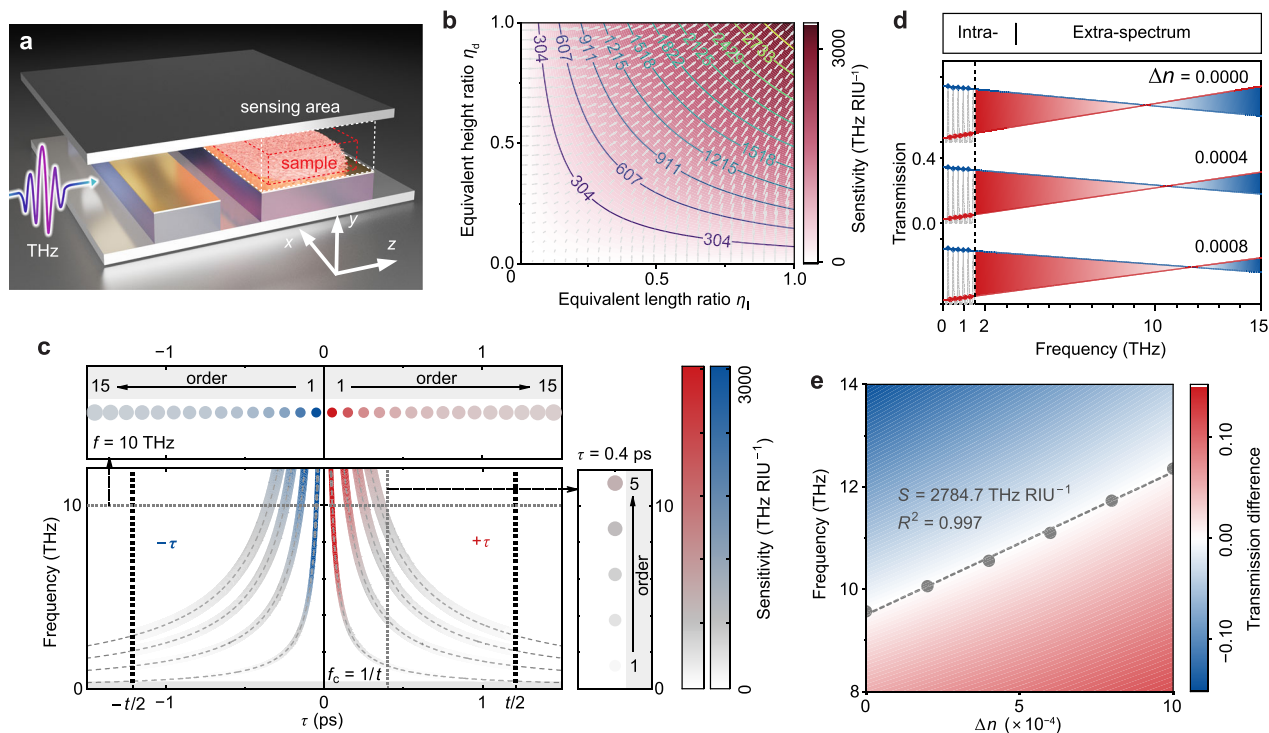 a
sensing area
sample
THz
x
y
z
b
Equivalent height ratio ηd
1.0
0.5
0.0
0
0.5
1.0
Equivalent length ratio ηl
304
607
911
1215
1518
304
607
911
1215
1518
304
3000
0
Senstivity (THz RIU⁻¹)
d
Intra-
Extra-spectrum
Δn = 0.0000
0.0004
0.0008
Transmission
0.4
0.0
0
1
2
10
15
Frequency (THz)
c
−1
0
1
15
order
1
1
order
15
f = 10 THz
τ = 0.4 ps
10
0
Frequency (THz)
−τ
+τ
fc = 1/t
−t/2
−1
0
1
t/2
τ (ps)
5
order
1
10
0
3000
0
Sensitivity (THz RIU⁻¹)
e
14
12
10
8
Frequency (THz)
S = 2784.7 THz RIU⁻¹
R² = 0.997
0
5
10
Δn (×10⁻⁴)
0.10
0.00
−0.10
Transmission difference